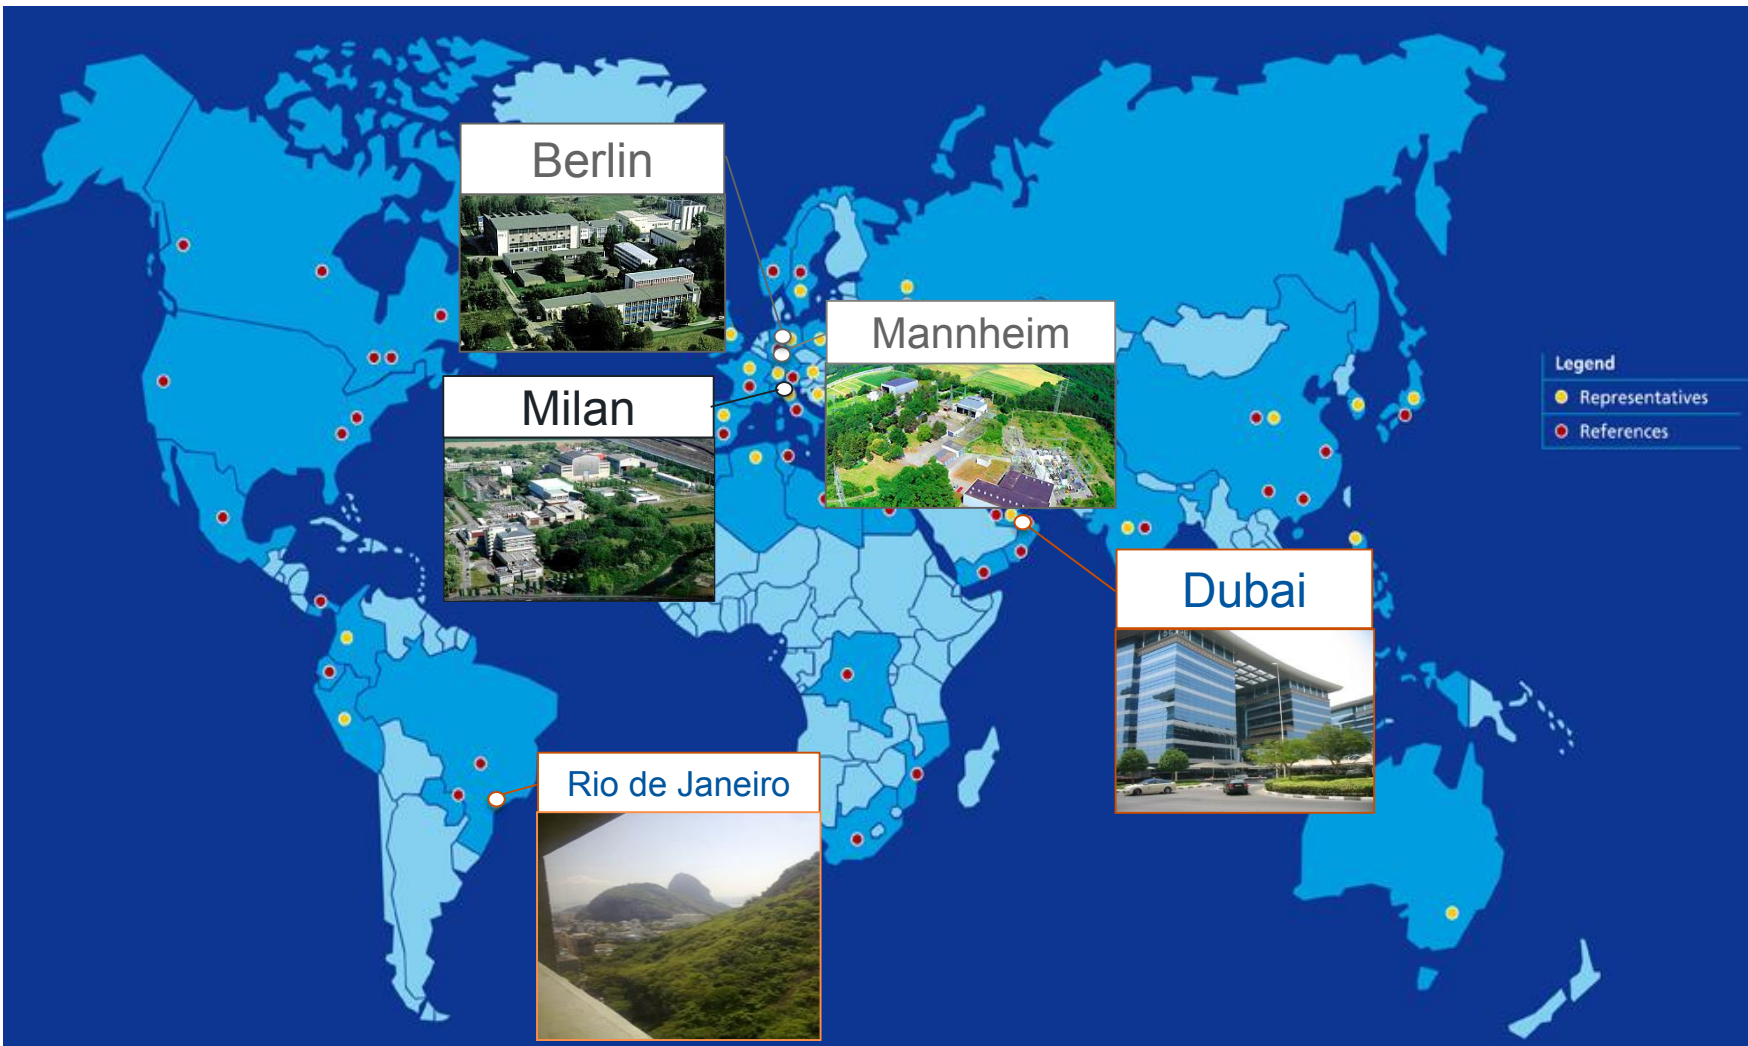 Berlin
Mannheim
Milan
Legend
Representatives
References
Dubai
Rio de Janeiro